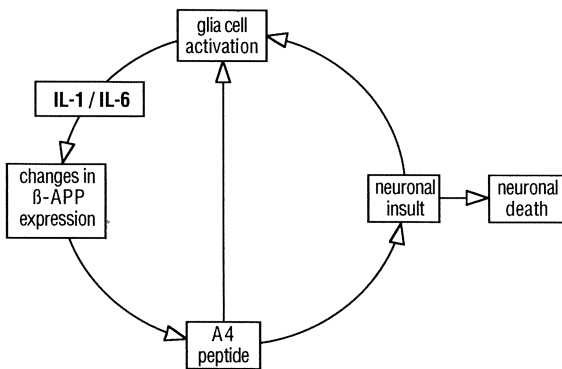 glia cell
activation
IL-1 / IL-6
changes in
ß-APP
expression
neuronal
insult
neuronal
death
A4
peptide